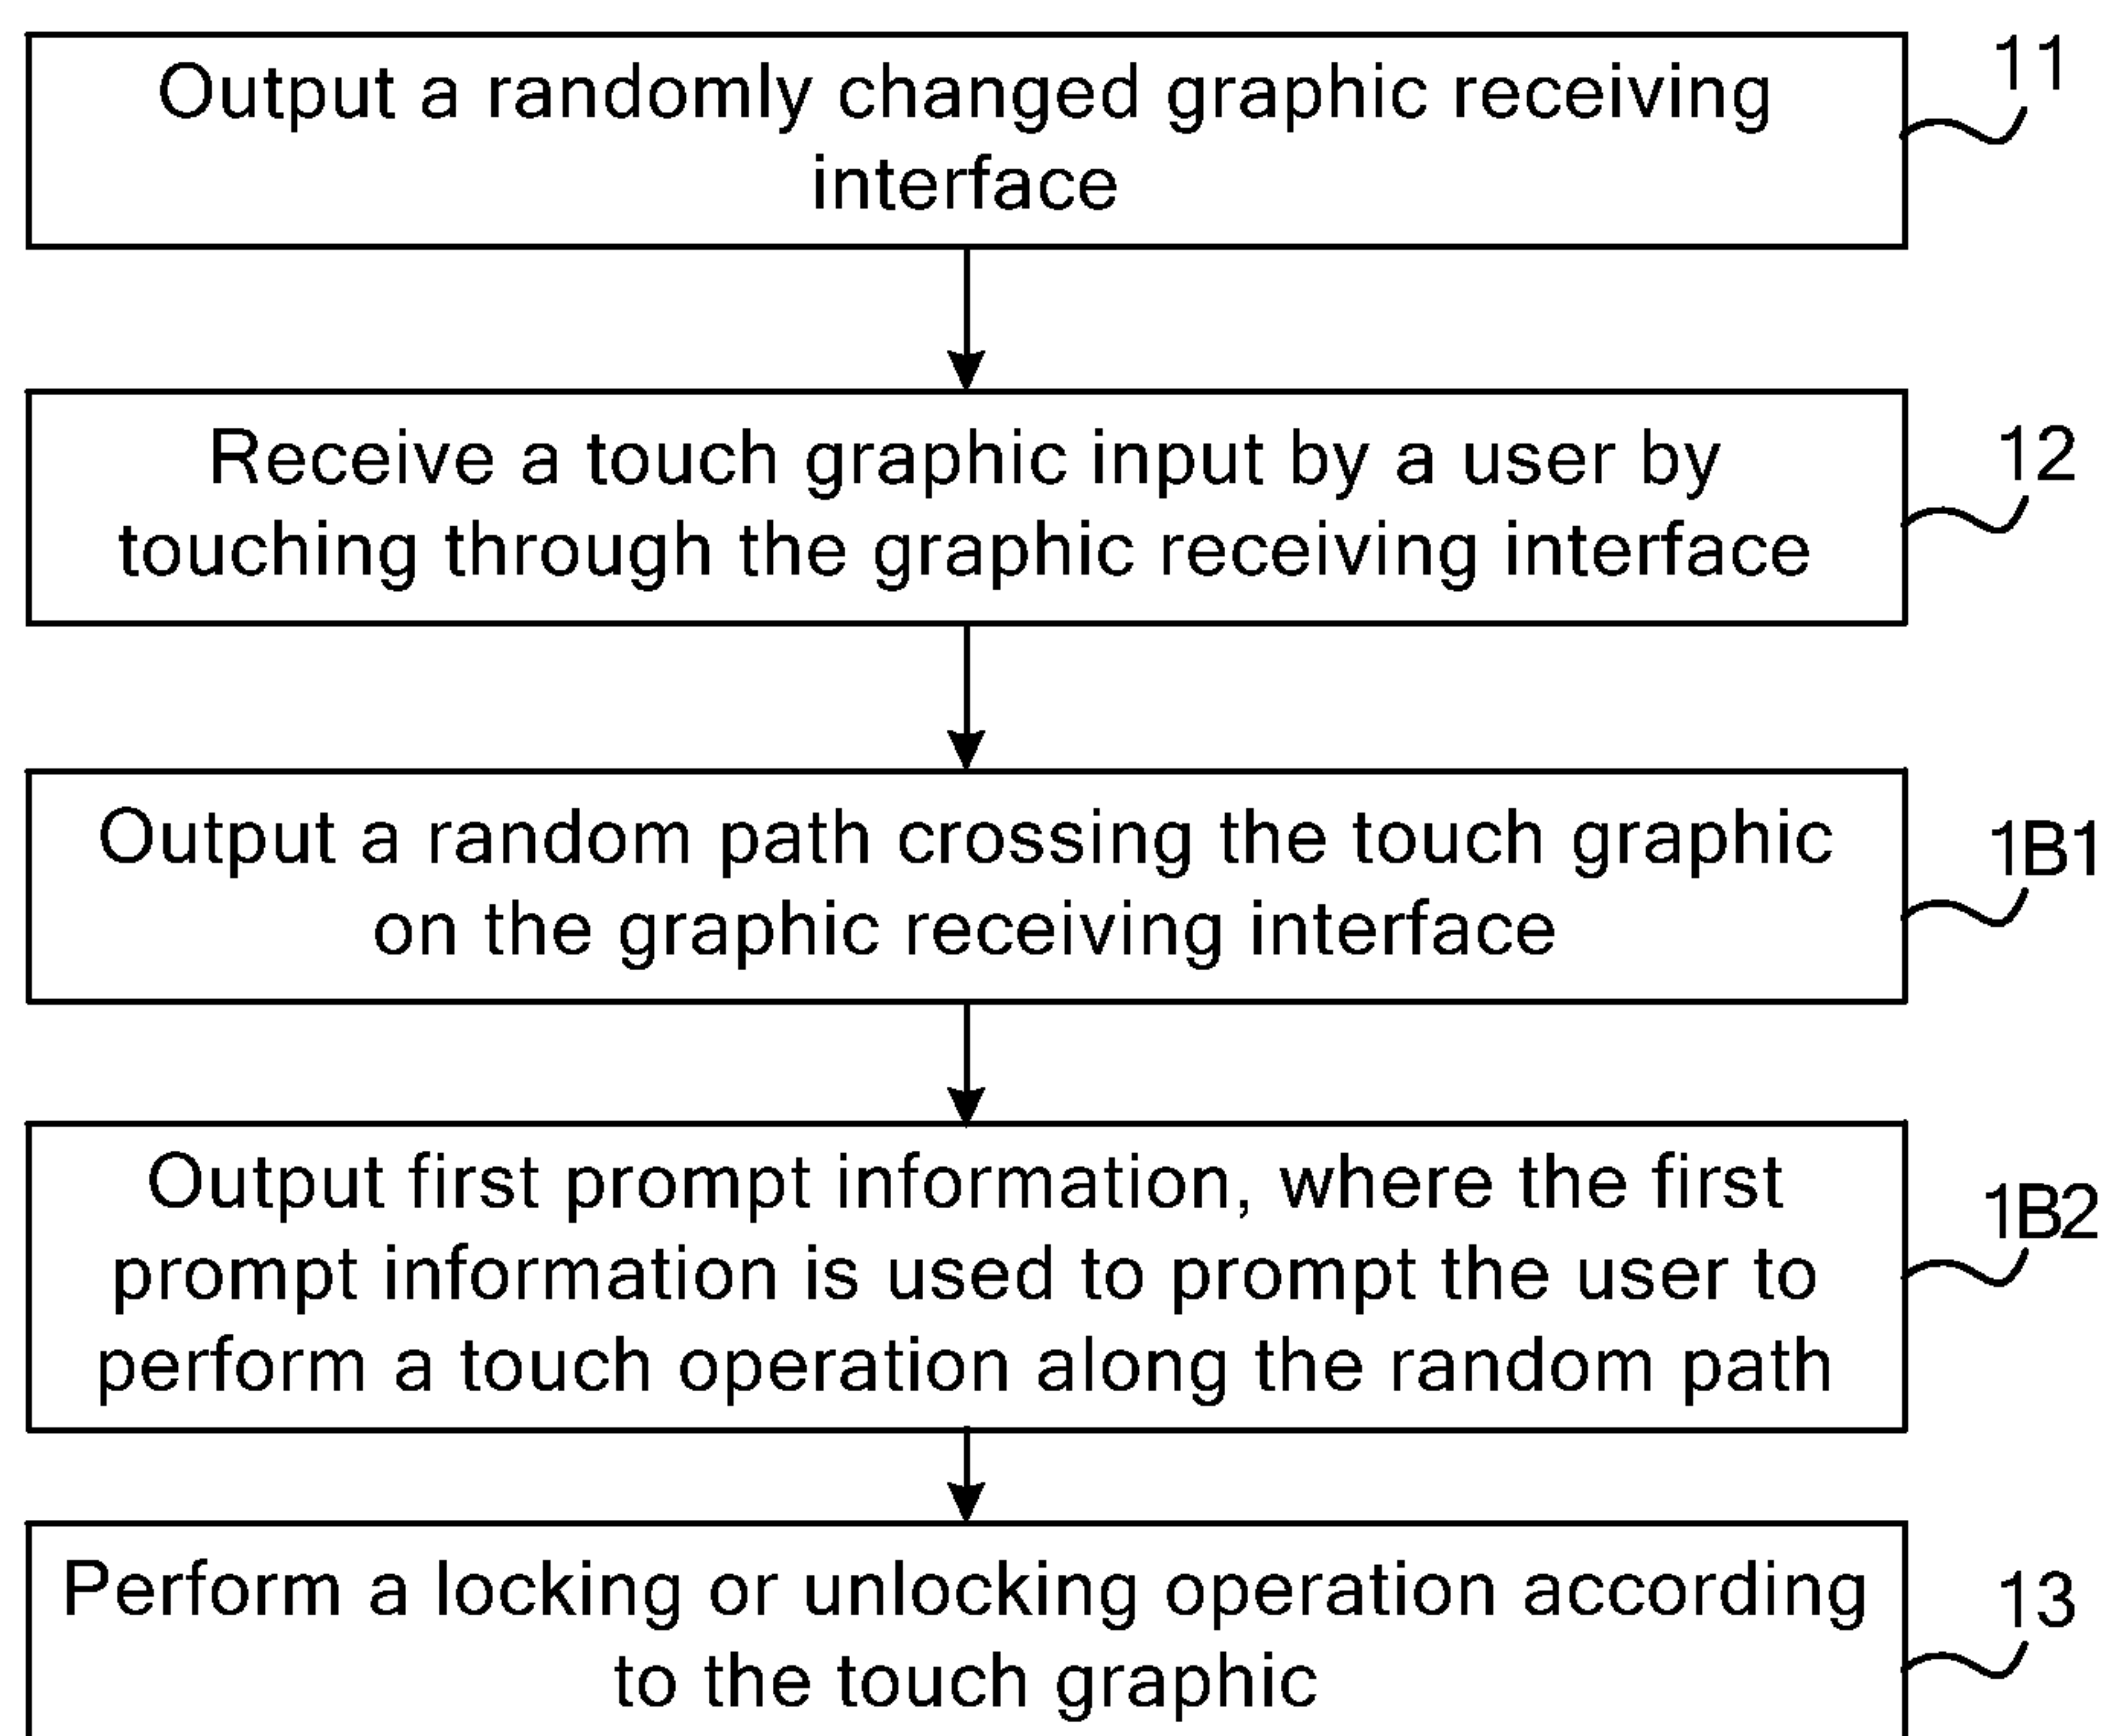 Output a randomly changed graphic receiving
interface
11
Receive a touch graphic input by a user by
touching through the graphic receiving interface
12
Output a random path crossing the touch graphic
on the graphic receiving interface
1B1
Output first prompt information, where the first
prompt information is used to prompt the user to
perform a touch operation along the random path
1B2
Perform a locking or unlocking operation according
to the touch graphic
13